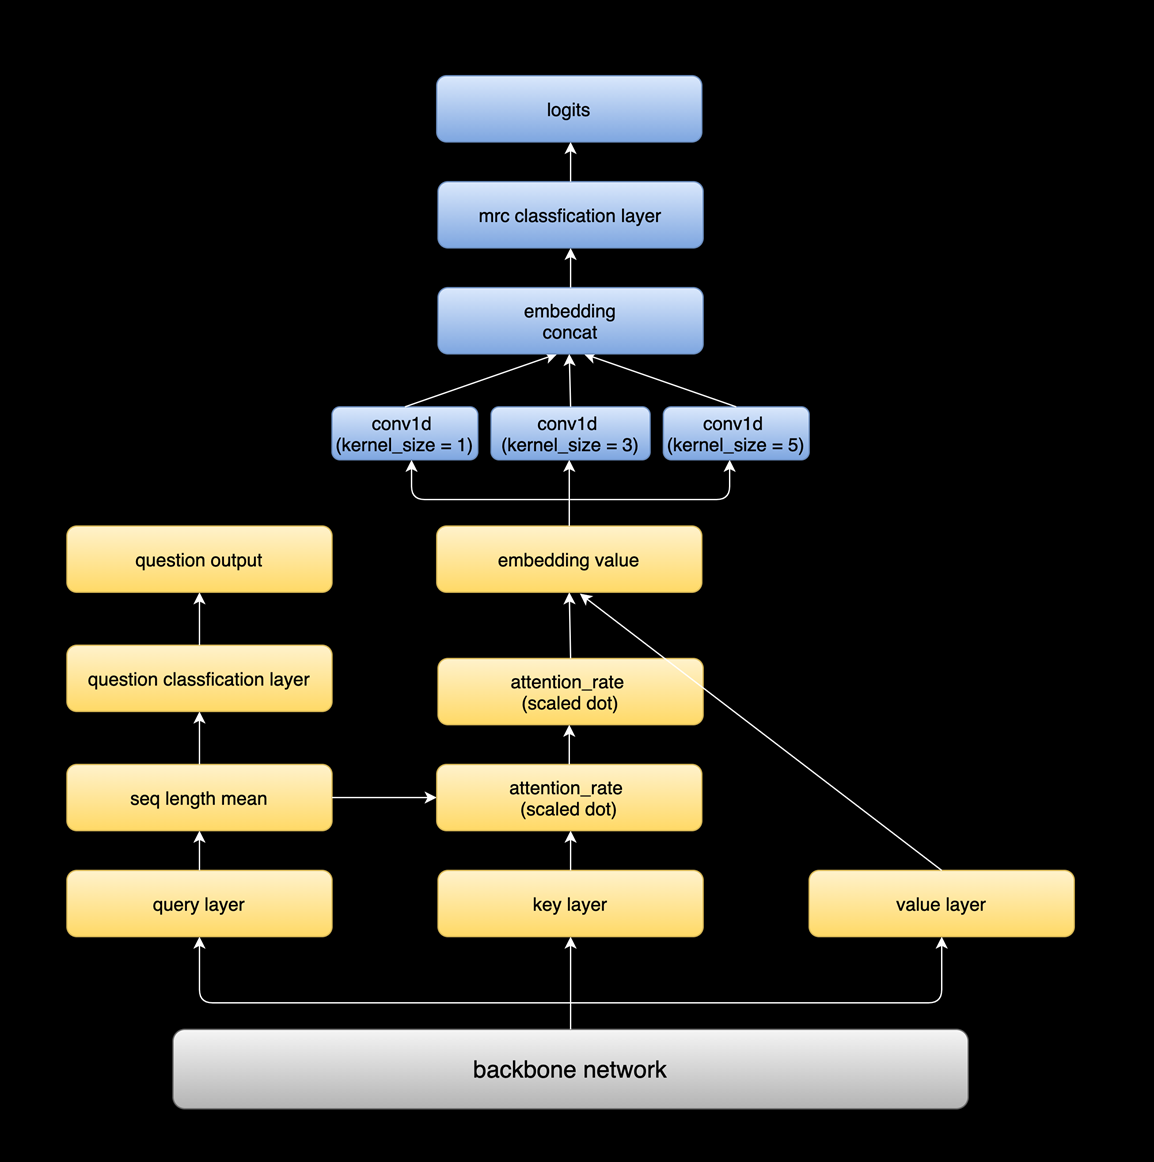 logits
mrc classfication layer
embedding
concat
conv1d
(kernel_size = 1)
conv1d
(kernel_size = 3)
conv1d
(kernel_size = 5)
question output
embedding value
question classfication layer
attention_rate
(scaled dot)
seq length mean
attention_rate
(scaled dot)
query layer
key layer
value layer
backbone network